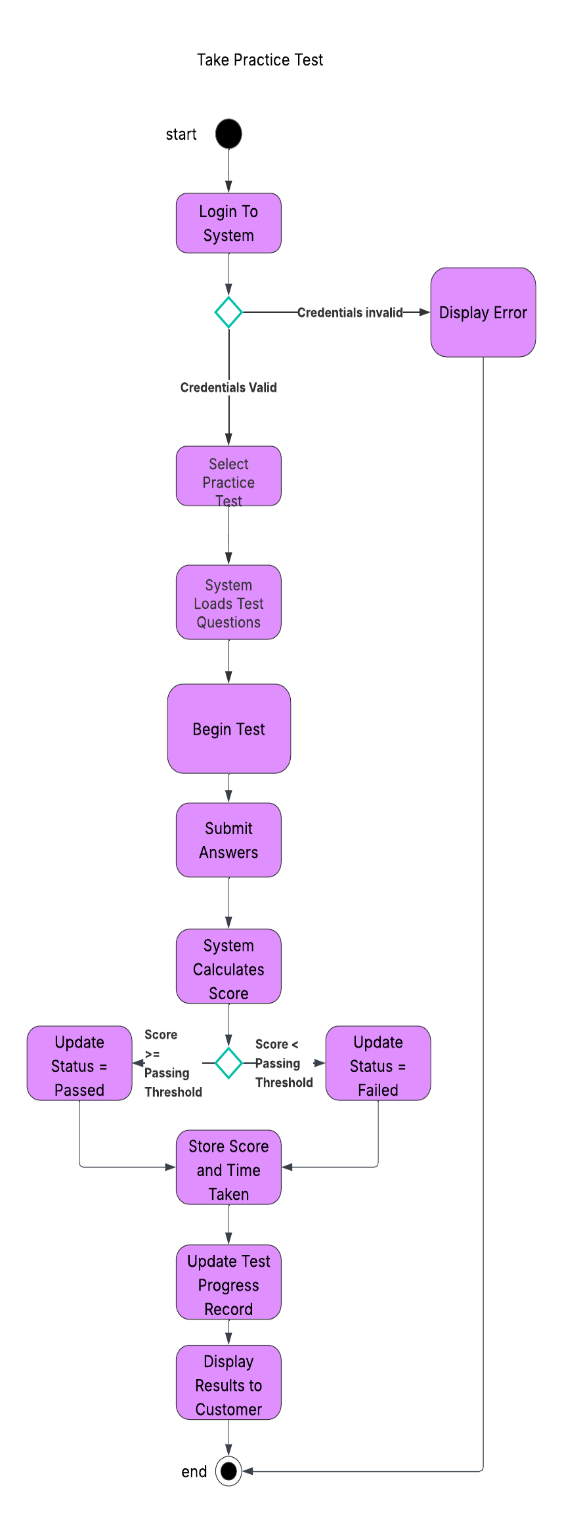 Take Practice Test
start
Login To
System
Credentials invalid
Display Error
Credentials Valid
Select
Practice
Test
System
Loads Test
Questions
Begin Test
Submit
Answers
System
Calculates
Score
Update
Status =
Passed
Score
>=
Passing
Threshold
Score <
Passing
Threshold
Update
Status =
Failed
Store Score
and Time
Taken
Update Test
Progress
Record
Display
Results to
Customer
end